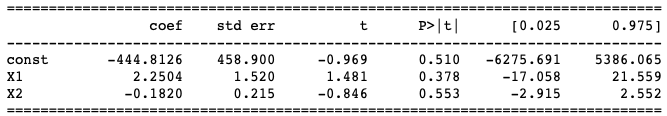 ==============================================================================
coef std err t P>|t| [0.025 0.975]
------------------------------------------------------------------------------
const -444.8126 458.900 -0.969 0.510 -6275.691 5386.065
X1 2.2504 1.520 1.481 0.378 -17.058 21.559
X2 -0.1820 0.215 -0.846 0.553 -2.915 2.552
==============================================================================